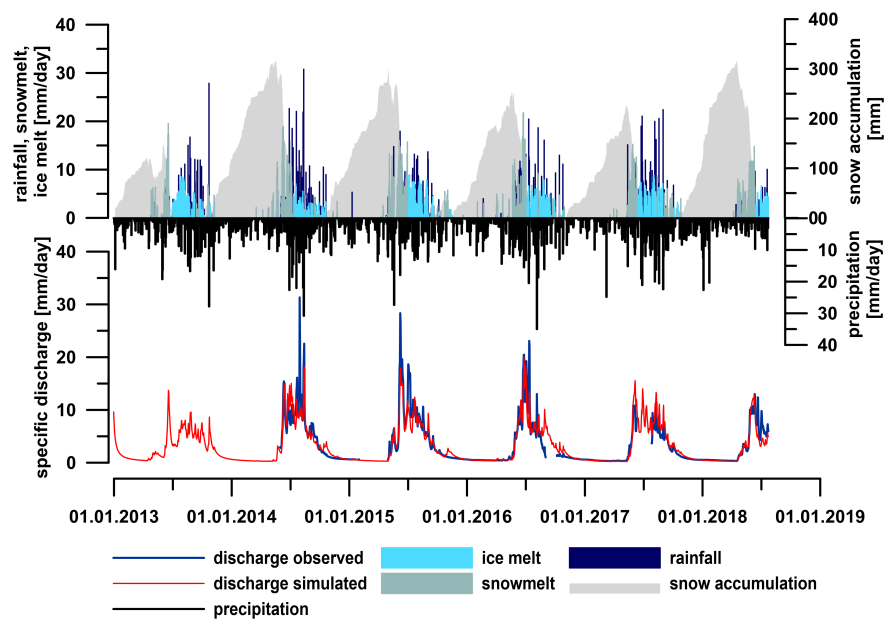 rainfall, snowmelt,
ice melt [mm/day]
40
30
20
10
0
400
300
200
100
00
snow accumulation
[mm]
10
20
30
40
precipitation
[mm/day]
specific discharge [mm/day]
40
30
20
10
0
01.01.2013 01.01.2014 01.01.2015 01.01.2016 01.01.2017 01.01.2018 01.01.2019
discharge observed ice melt rainfall
discharge simulated snowmelt snow accumulation
precipitation